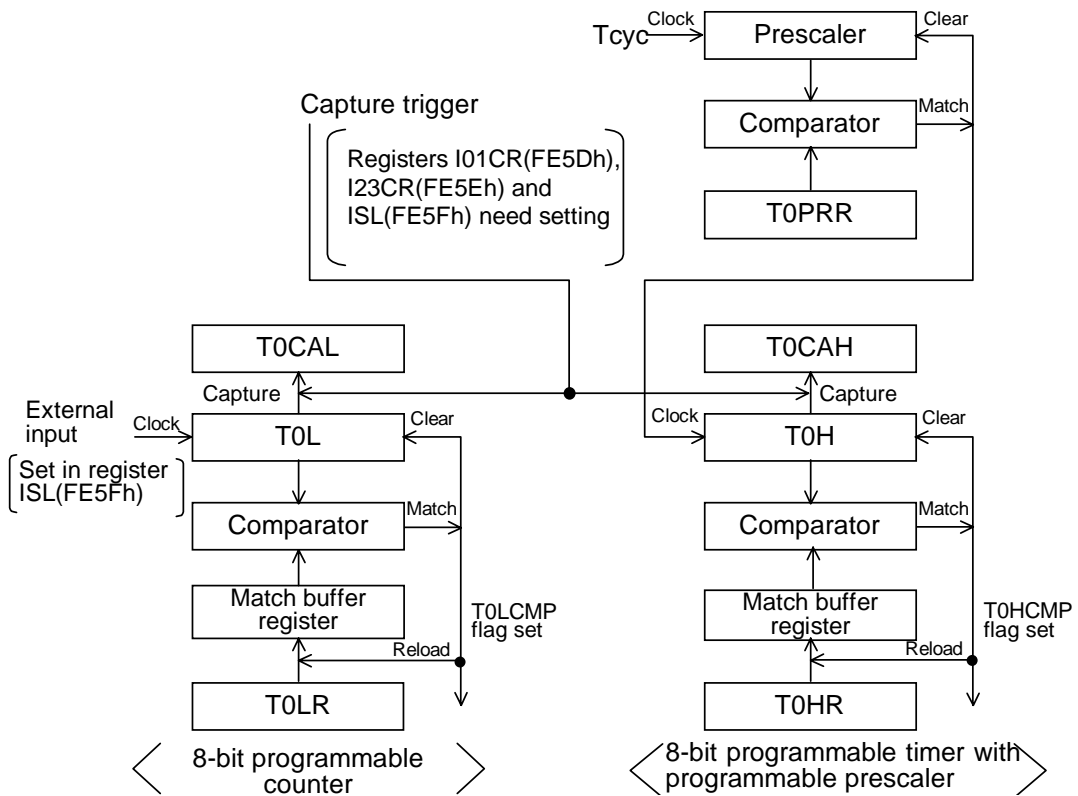 Tcyc
Clock
Prescaler
Clear
Comparator
Match
T0PRR
Capture trigger
Registers I01CR(FE5Dh),
I23CR(FE5Eh) and
ISL(FE5Fh) need setting
T0CAL
Capture
External
input
Clock
T0L
Clear
Set in register
ISL(FE5Fh)
Comparator
Match
Match buffer
register
T0LCMP
flag set
Reload
T0LR
8-bit programmable
counter
T0CAH
Capture
Clock
T0H
Clear
Comparator
Match
Match buffer
register
T0HCMP
flag set
Reload
T0HR
8-bit programmable timer with
programmable prescaler